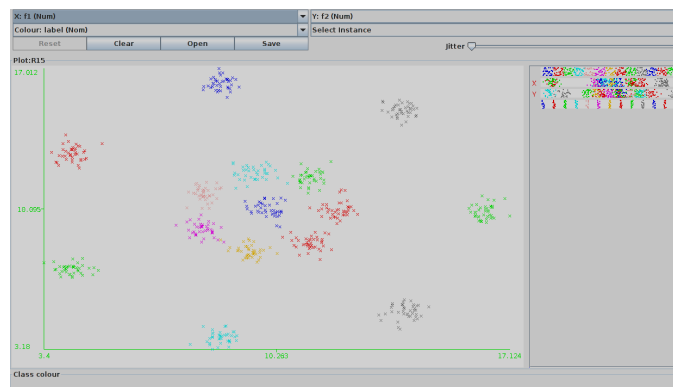 X: f1 (Num)
Y: f2 (Num)
Colour: label (Nom)
Select Instance
Reset
Clear
Open
Save
Jitter
Plot:R15
17.012
10.095
3.18
3.4
10.263
17.124
X
Y
Class colour